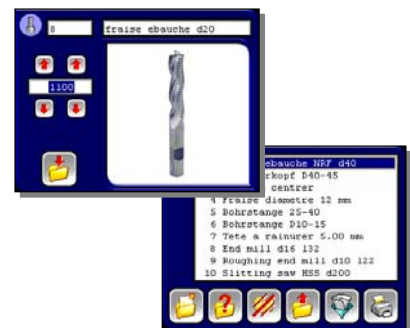 8 fraise ebauche d20
1100
ebauche NRF d40
rkopf D40-45
centrer
4 Fraise diametre 12 mm
5 Bohrstange 25-40
6 Bohrstange D10-15
7 Tete a rainurer 5.00 mm
8 End mill d16 132
9 Roughing end mill d10 122
10 Slitting saw HSS d200